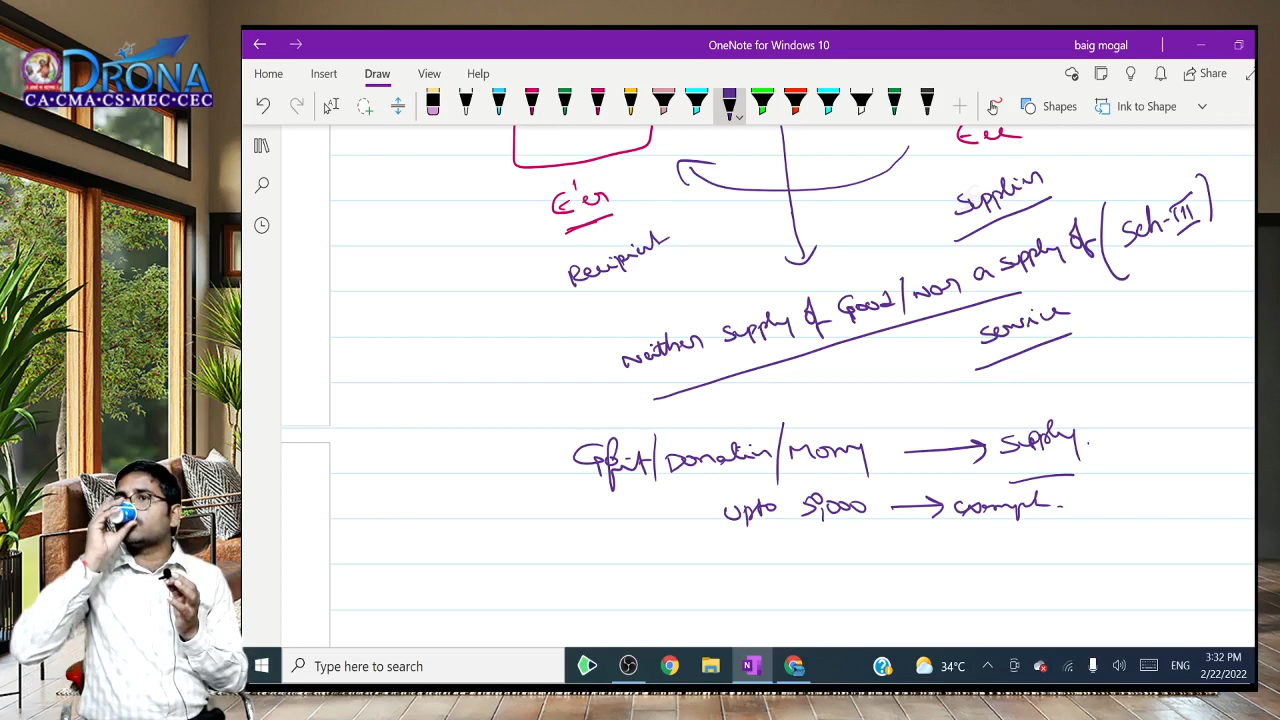 DRONA
CA•CMA•CS•MEC•CEC
OneNote for Windows 10
baig mogal
Home Insert Draw View Help
Share
Shapes
Ink to Shape
E'er
Recipient
Supplier
Neither supply of Good/Nor a supply of (Sch-III)
service
Gift/Donation/Money → Supply.
upto 50,000 →
Type here to search
34°C
ENG
3:32 PM
2/22/2022